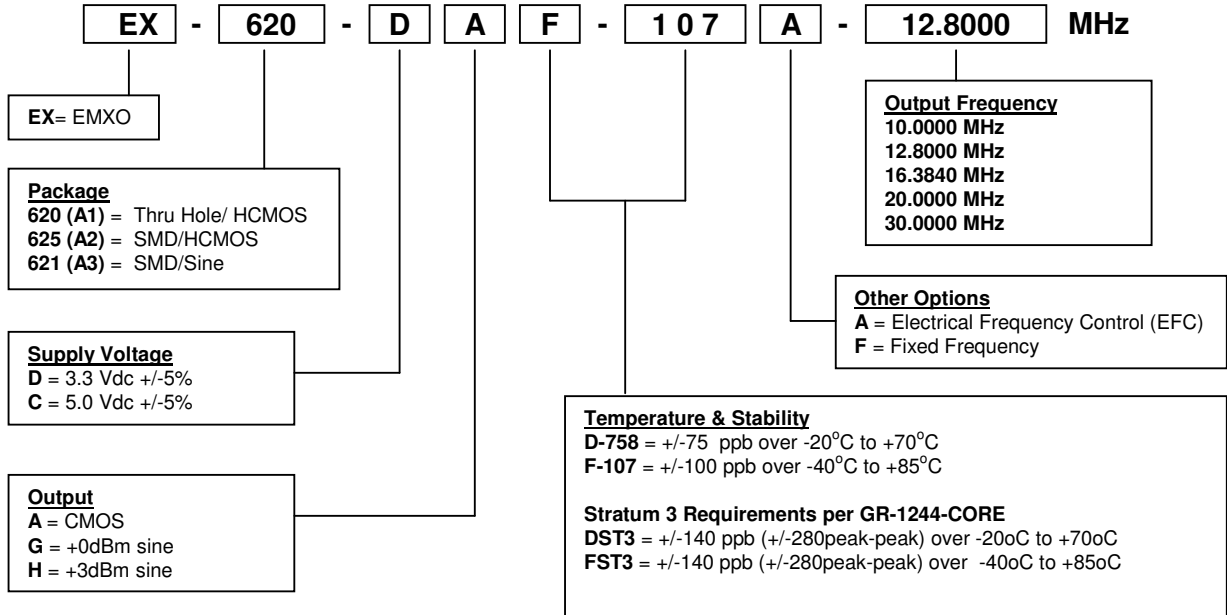 EX - 620 - D A F - 1 0 7 A - 12.8000 MHz
EX= EMXO
Package
620 (A1) = Thru Hole/ HCMOS
625 (A2) = SMD/HCMOS
621 (A3) = SMD/Sine
Supply Voltage
D = 3.3 Vdc +/-5%
C = 5.0 Vdc +/-5%
Output
A = CMOS
G = +0dBm sine
H = +3dBm sine
Output Frequency
10.0000 MHz
12.8000 MHz
16.3840 MHz
20.0000 MHz
30.0000 MHz
Other Options
A = Electrical Frequency Control (EFC)
F = Fixed Frequency
Temperature & Stability
D-758 = +/-75 ppb over -20°C to +70°C
F-107 = +/-100 ppb over -40°C to +85°C
Stratum 3 Requirements per GR-1244-CORE
DST3 = +/-140 ppb (+/-280peak-peak) over -20oC to +70oC
FST3 = +/-140 ppb (+/-280peak-peak) over -40oC to +85oC